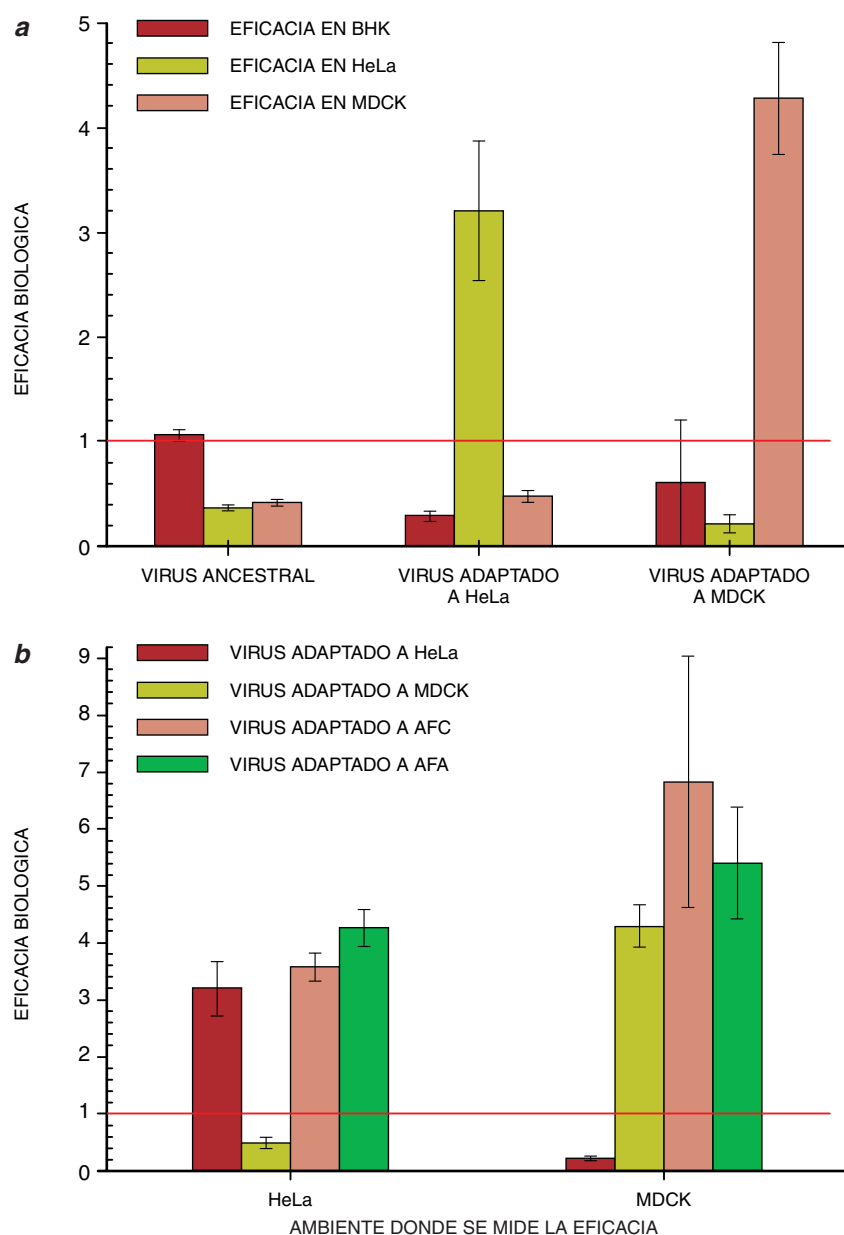 a
5
4
3
2
1
0
EFICACIA BIOLOGICA
EFICACIA EN BHK
EFICACIA EN HeLa
EFICACIA EN MDCK
VIRUS ANCESTRAL
VIRUS ADAPTADO
A HeLa
VIRUS ADAPTADO
A MDCK
b
9
8
7
6
5
4
3
2
1
0
EFICACIA BIOLOGICA
VIRUS ADAPTADO A HeLa
VIRUS ADAPTADO A MDCK
VIRUS ADAPTADO A AFC
VIRUS ADAPTADO A AFA
HeLa
MDCK
AMBIENTE DONDE SE MIDE LA EFICACIA